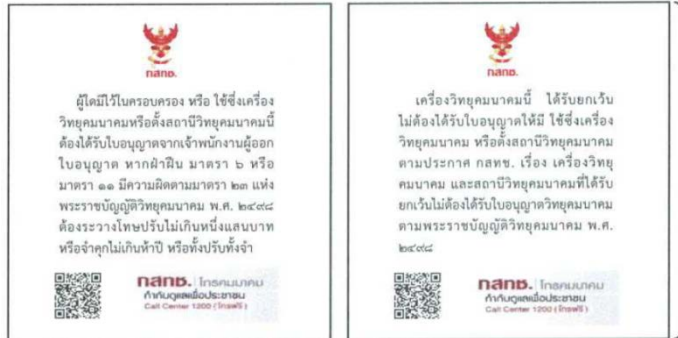 กสทช.
ผู้ใดมีไว้ในครอบครอง หรือ ใช้ซึ่งเครื่อง
วิทยุคมนาคมหรือตั้งสถานีวิทยุคมนาคมนี้
ต้องได้รับใบอนุญาตจากเจ้าพนักงานผู้ออก
ใบอนุญาต หากฝ่าฝืน มาตรา ๖ หรือ
มาตรา ๑๑ มีความผิดตามมาตรา ๒๓ แห่ง
พระราชบัญญัติวิทยุคมนาคม พ.ศ. ๒๔๙๘
ต้องระวางโทษปรับไม่เกินหนึ่งแสนบาท
หรือจำคุกไม่เกินห้าปี หรือทั้งปรับทั้งจำ
กสทช. โทรคมนาคม
กำกับดูแลเพื่อประชาชน
Call Center 1200 (โทรฟรี)
กสทช.
เครื่องวิทยุคมนาคมนี้ ได้รับยกเว้น
ไม่ต้องได้รับใบอนุญาตให้มี ใช้ซึ่งเครื่อง
วิทยุคมนาคม หรือตั้งสถานีวิทยุคมนาคม
ตามประกาศ กสทช. เรื่อง เครื่องวิทยุ
คมนาคม และสถานีวิทยุคมนาคมที่ได้รับ
ยกเว้นไม่ต้องได้รับใบอนุญาตวิทยุคมนาคม
ตามพระราชบัญญัติวิทยุคมนาคม พ.ศ.
๒๔๙๘
กสทช. โทรคมนาคม
กำกับดูแลเพื่อประชาชน
Call Center 1200 (โทรฟรี)